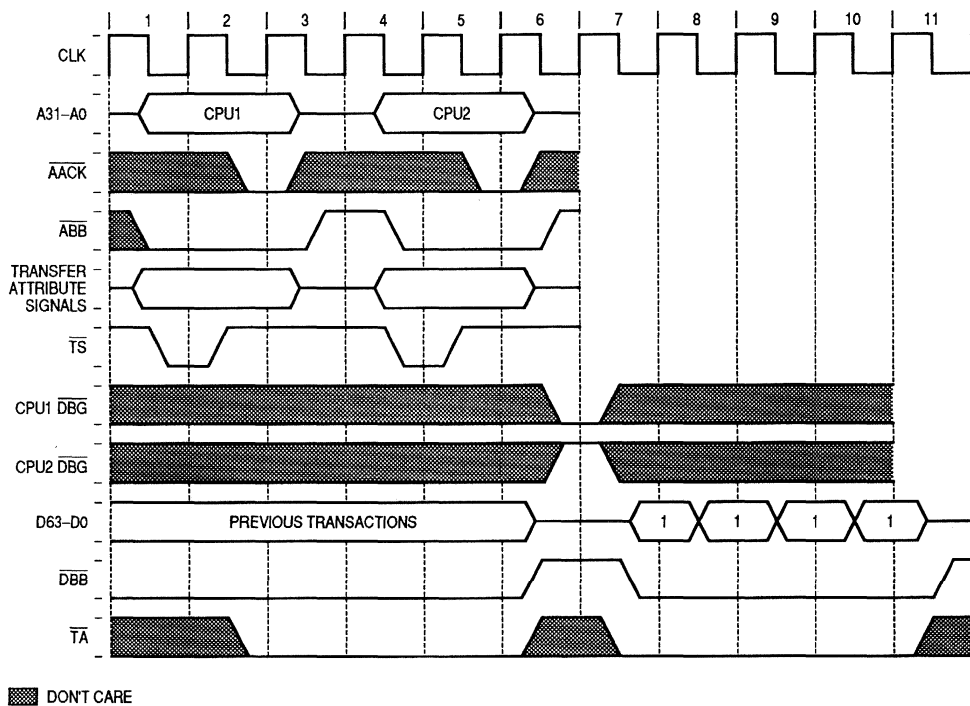 1 2 3 4 5 6 7 8 9 10 11
CLK
A31–A0 CPU1 CPU2
AACK
ABB
TRANSFER
ATTRIBUTE
SIGNALS
TS
CPU1 DBG
CPU2 DBG
D63–D0 PREVIOUS TRANSACTIONS 1 1 1 1
DBB
TA
DON'T CARE